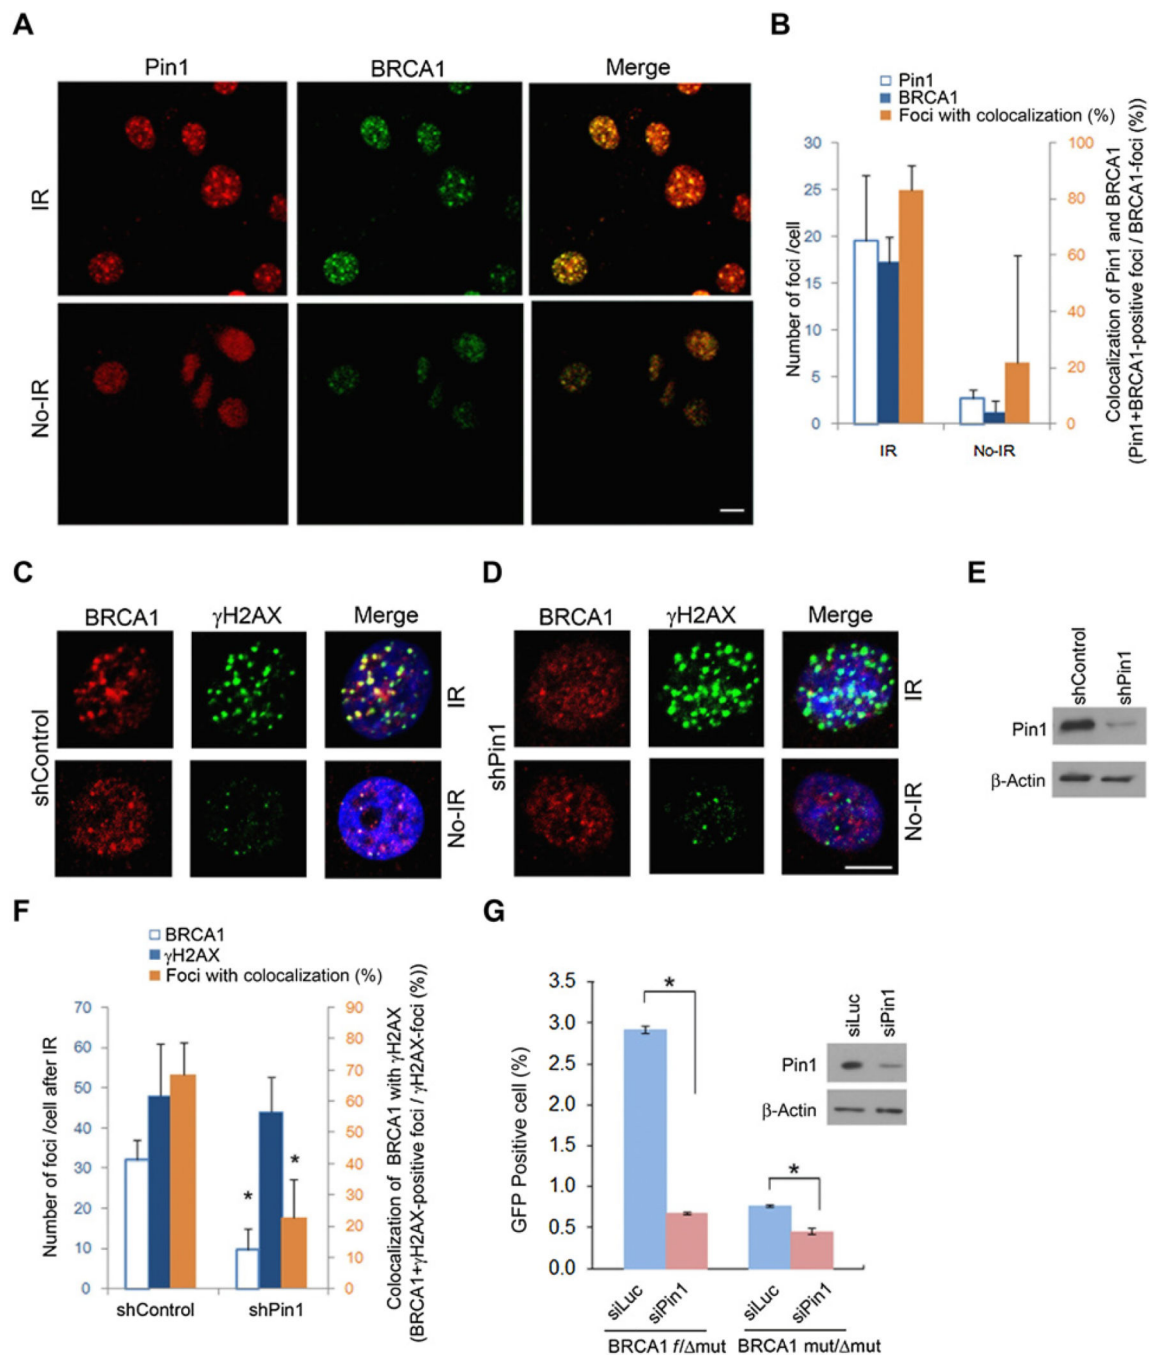 A
Pin1 BRCA1 Merge
IR
No-IR
B
Pin1
BRCA1
Foci with colocalization (%)
Number of foci /cell
30
25
20
15
10
5
0
100
80
60
40
20
0
Colocalization of Pin1 and BRCA1
(Pin1+BRCA1-positive foci / BRCA1-foci (%))
IR No-IR
C
BRCA1 γH2AX Merge
shControl
IR
No-IR
D
BRCA1 γH2AX Merge
shPin1
IR
No-IR
E
shControl shPin1
Pin1
β-Actin
F
BRCA1
γH2AX
Foci with colocalization (%)
Number of foci /cell after IR
70
60
50
40
30
20
10
0
* *
90
80
70
60
50
40
30
20
10
0
Colocalization of BRCA1 with γH2AX
(BRCA1+γH2AX-positive foci / γH2AX-foci (%))
shControl shPin1
G
GFP Positive cell (%)
3.5
3.0
2.5
2.0
1.5
1.0
0.5
0.0
* *
siLuc siPin1
Pin1
β-Actin
siLuc siPin1 siLuc siPin1
BRCA1 f/Δmut BRCA1 mut/Δmut